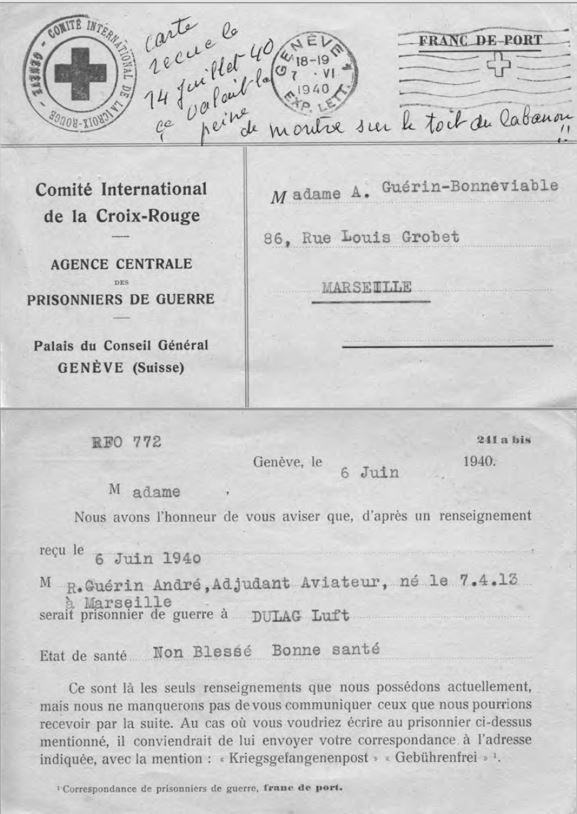 COMITÉ INTERNATIONAL DE LA CROIX-ROUGE · GENÈVE ·
carte
reçue le
14 juillet 40
ça valait la
peine
de montre sur le toit du cabanon !!
GENÈVE 1
18-19
7 · VI
1940
EXP. LETT.
FRANC DE PORT
Comité International
de la Croix-Rouge
AGENCE CENTRALE
DES
PRISONNIERS DE GUERRE
Palais du Conseil Général
GENÈVE (Suisse)
Madame A. Guérin-Bonneviable
86, Rue Louis Grobet
MARSEILLE
RFO 772
241 a bis
Genève, le 6 Juin 1940.
M adame ,
Nous avons l'honneur de vous aviser que, d'après un renseignement
reçu le 6 Juin 1940
M R.Guérin André,Adjudant Aviateur, né le 7.4.13
à Marseille
serait prisonnier de guerre à DULAG Luft
Etat de santé Non Blessé Bonne santé
Ce sont là les seuls renseignements que nous possédons actuellement,
mais nous ne manquerons pas de vous communiquer ceux que nous pourrions
recevoir par la suite. Au cas où vous voudriez écrire au prisonnier ci-dessus
mentionné, il conviendrait de lui envoyer votre correspondance à l'adresse
indiquée, avec la mention : « Kriegsgefangenenpost » « Gebührenfrei » ¹.
¹ Correspondance de prisonniers de guerre, franc de port.